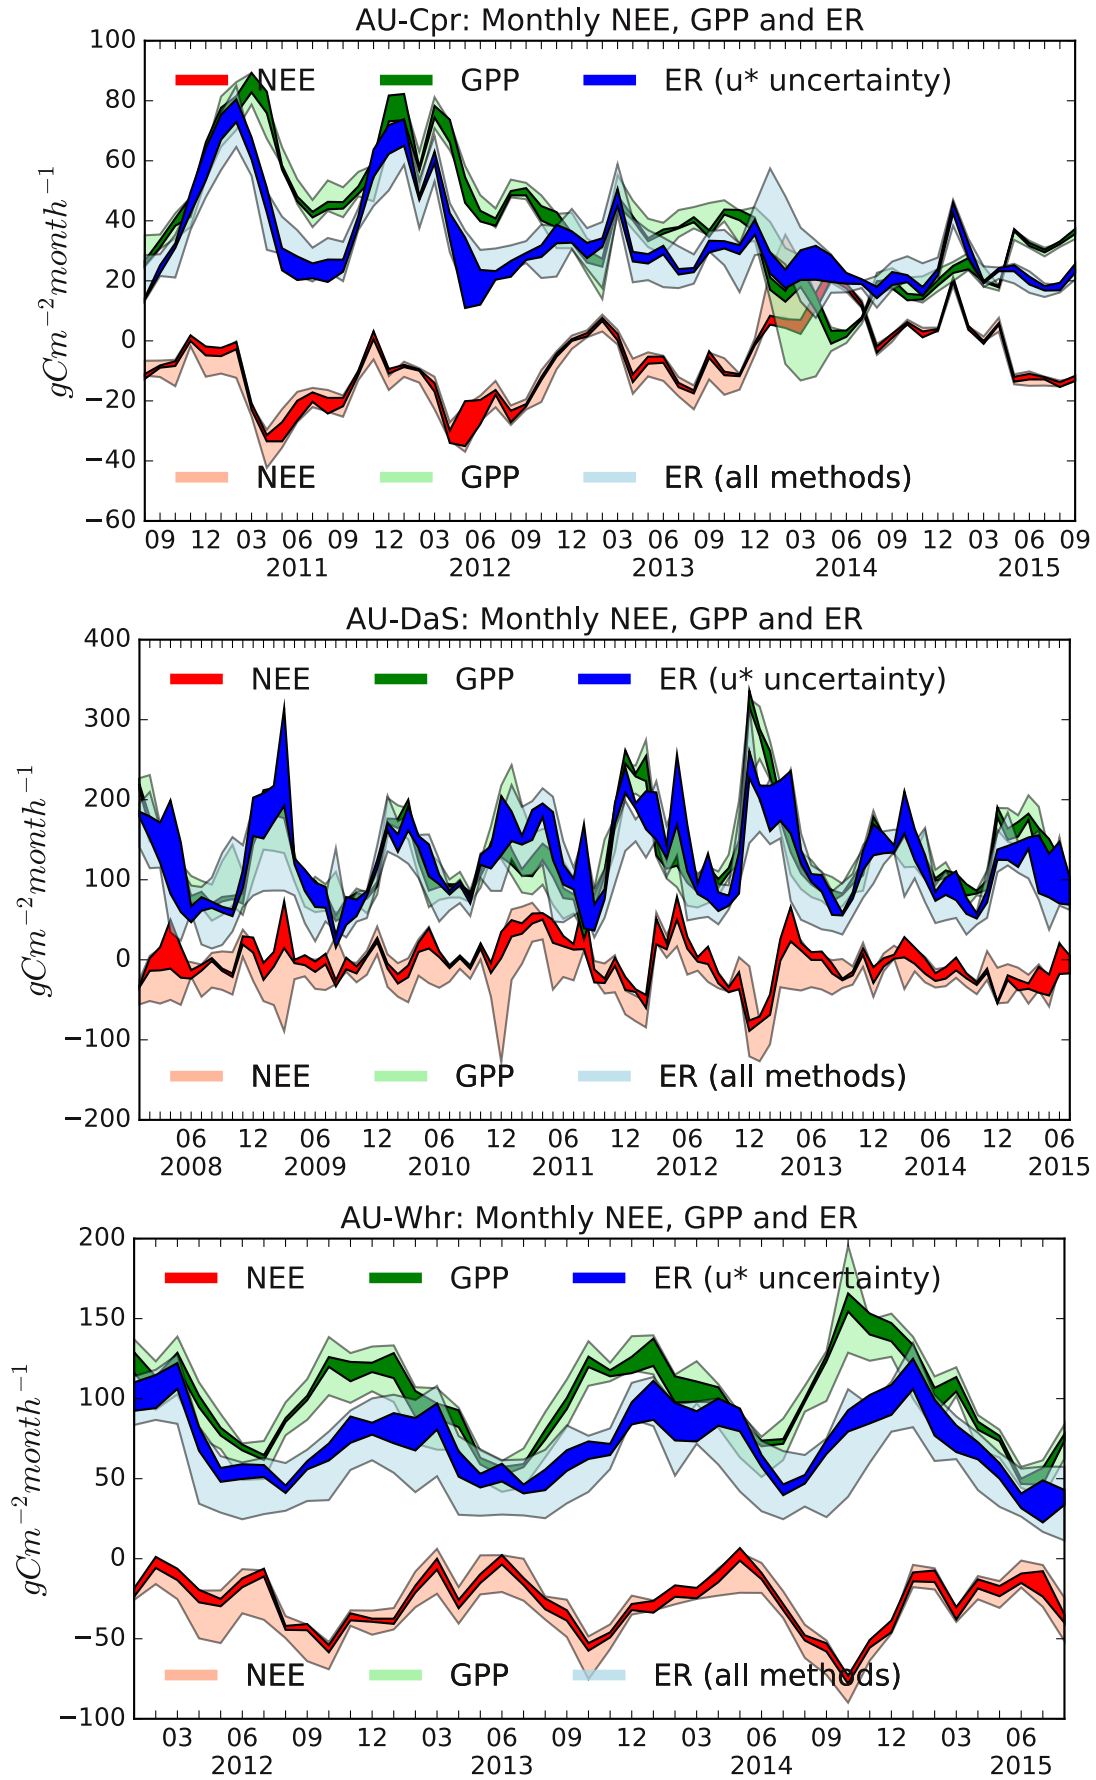 AU-Cpr: Monthly NEE, GPP and ER
100
80
60
40
20
0
−20
−40
−60
gCm−2month−1
NEE GPP ER (u* uncertainty)
NEE GPP ER (all methods)
09 12 03 06 09 12 03 06 09 12 03 06 09 12 03 06 09 12 03 06 09
2011 2012 2013 2014 2015
AU-DaS: Monthly NEE, GPP and ER
400
300
200
100
0
−100
−200
gCm−2month−1
NEE GPP ER (u* uncertainty)
NEE GPP ER (all methods)
06 12 06 12 06 12 06 12 06 12 06 12 06 12 06
2008 2009 2010 2011 2012 2013 2014 2015
AU-Whr: Monthly NEE, GPP and ER
200
150
100
50
0
−50
−100
gCm−2month−1
NEE GPP ER (u* uncertainty)
NEE GPP ER (all methods)
03 06 09 12 03 06 09 12 03 06 09 12 03 06
2012 2013 2014 2015